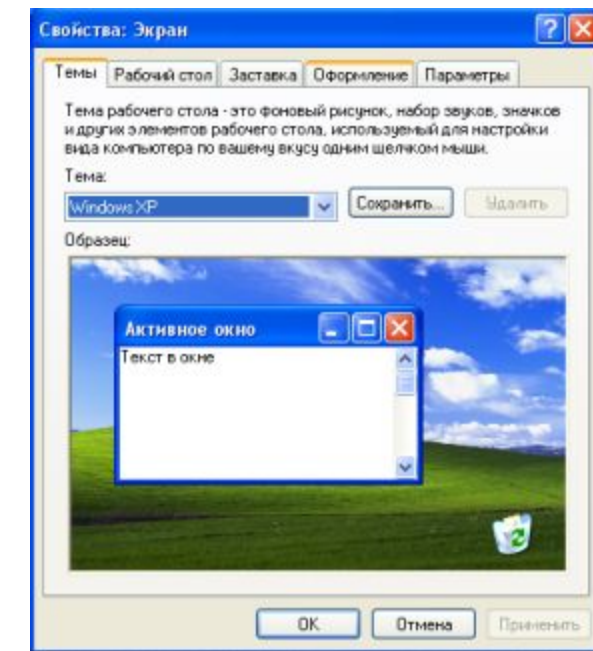 Свойства: Экран
Темы Рабочий стол Заставка Оформление Параметры
Тема рабочего стола - это фоновый рисунок, набор звуков, значков
и других элементов рабочего стола, используемый для настройки
вида компьютера по вашему вкусу одним щелчком мыши.
Тема:
Windows XP Сохранить... Удалить
Образец:
Активное окно
Текст в окне
OK Отмена Применить